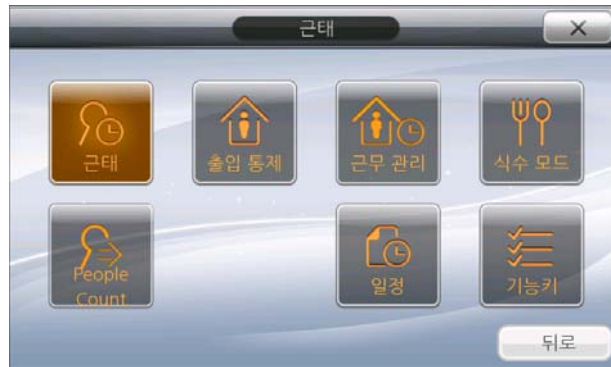 근태
근태
출입 통제
근무 관리
식수 모드
People
Count
일정
기능키
뒤로